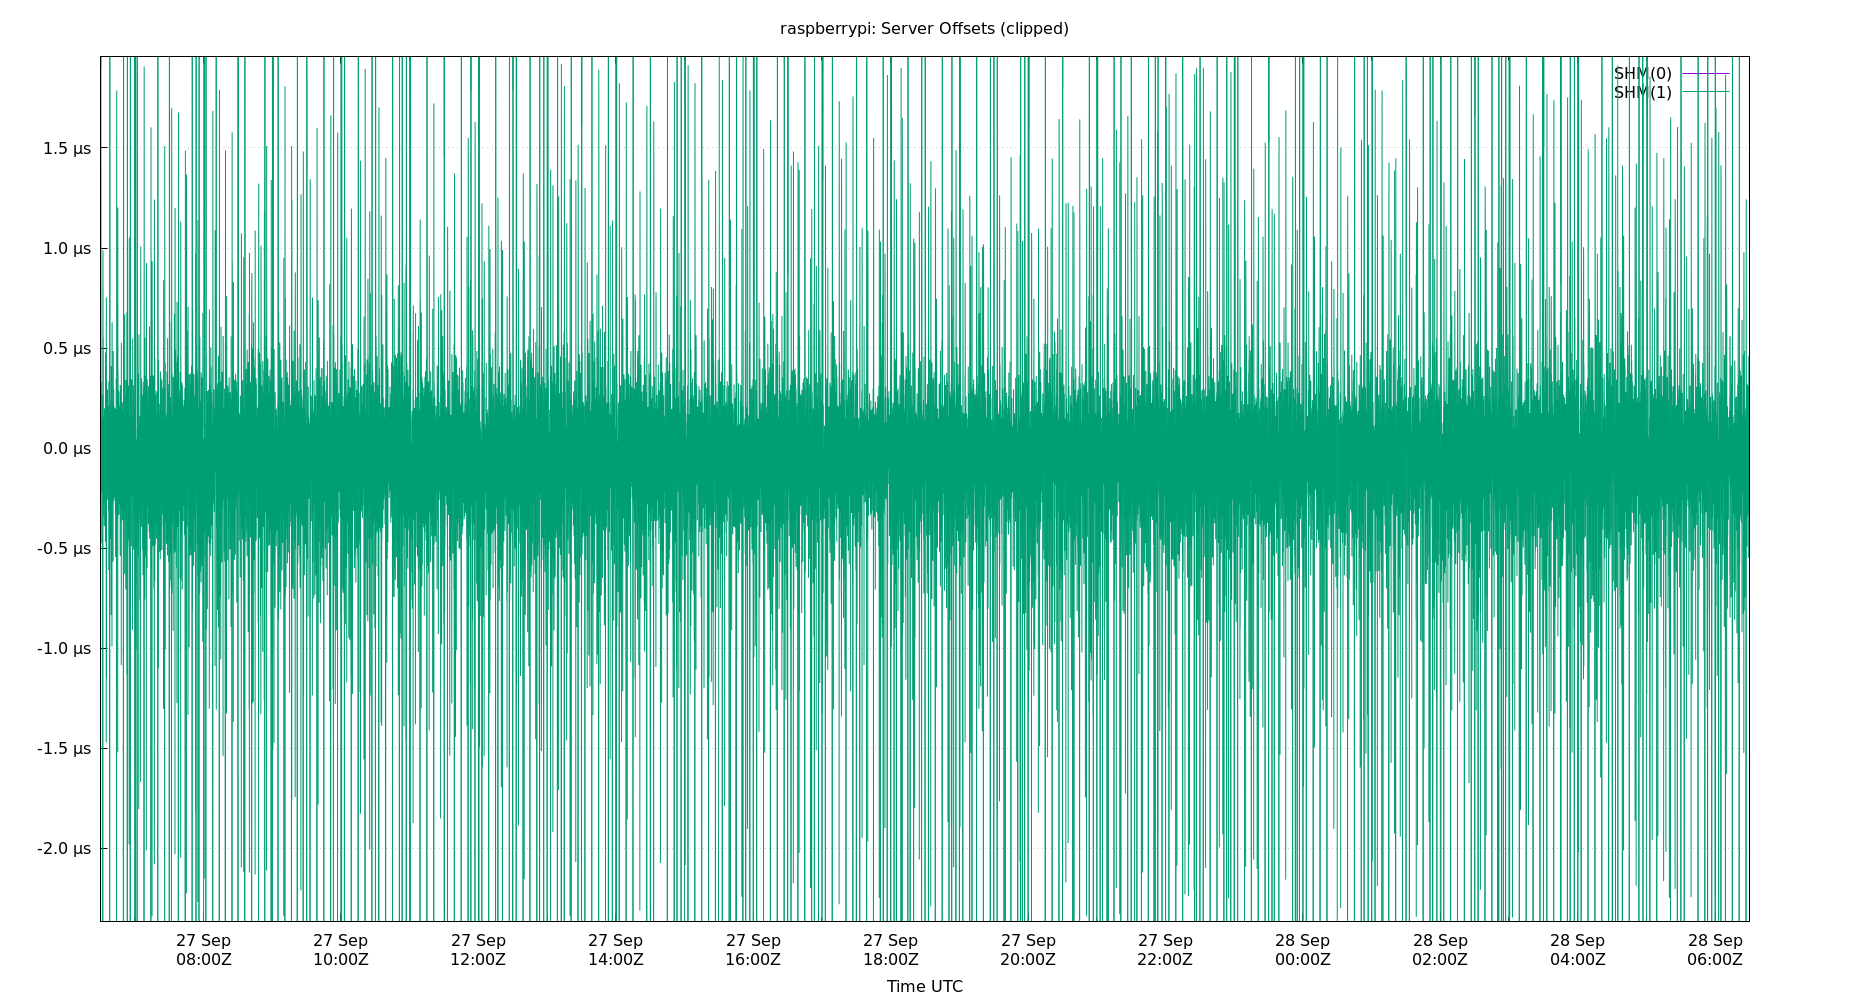 raspberrypi: Server Offsets (clipped)
SHM(0)
SHM(1)
1.5 µs
1.0 µs
0.5 µs
0.0 µs
-0.5 µs
-1.0 µs
-1.5 µs
-2.0 µs
27 Sep 27 Sep 27 Sep 27 Sep 27 Sep 27 Sep 27 Sep 27 Sep 28 Sep 28 Sep 28 Sep 28 Sep
08:00Z 10:00Z 12:00Z 14:00Z 16:00Z 18:00Z 20:00Z 22:00Z 00:00Z 02:00Z 04:00Z 06:00Z
Time UTC